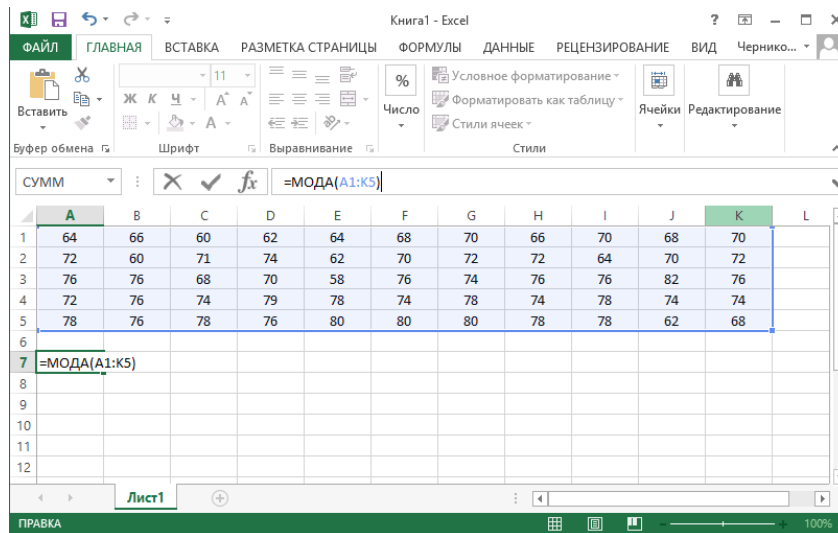 Книга1 - Excel
?
ФАЙЛ ГЛАВНАЯ ВСТАВКА РАЗМЕТКА СТРАНИЦЫ ФОРМУЛЫ ДАННЫЕ РЕЦЕНЗИРОВАНИЕ ВИД Чернико...
11 % Условное форматирование
Ж К Ч А А Форматировать как таблицу
Вставить Число Ячейки Редактирование
А Стили ячеек
Буфер обмена Шрифт Выравнивание Стили
СУММ fx =МОДА(A1:K5)
A B C D E F G H I J K L
1 64 66 60 62 64 68 70 66 70 68 70
2 72 60 71 74 62 70 72 72 64 70 72
3 76 76 68 70 58 76 74 76 76 82 76
4 72 76 74 79 78 74 78 74 78 74 74
5 78 76 78 76 80 80 80 78 78 62 68
6
7 =МОДА(A1:K5)
8
9
10
11
12
Лист1
ПРАВКА 100%